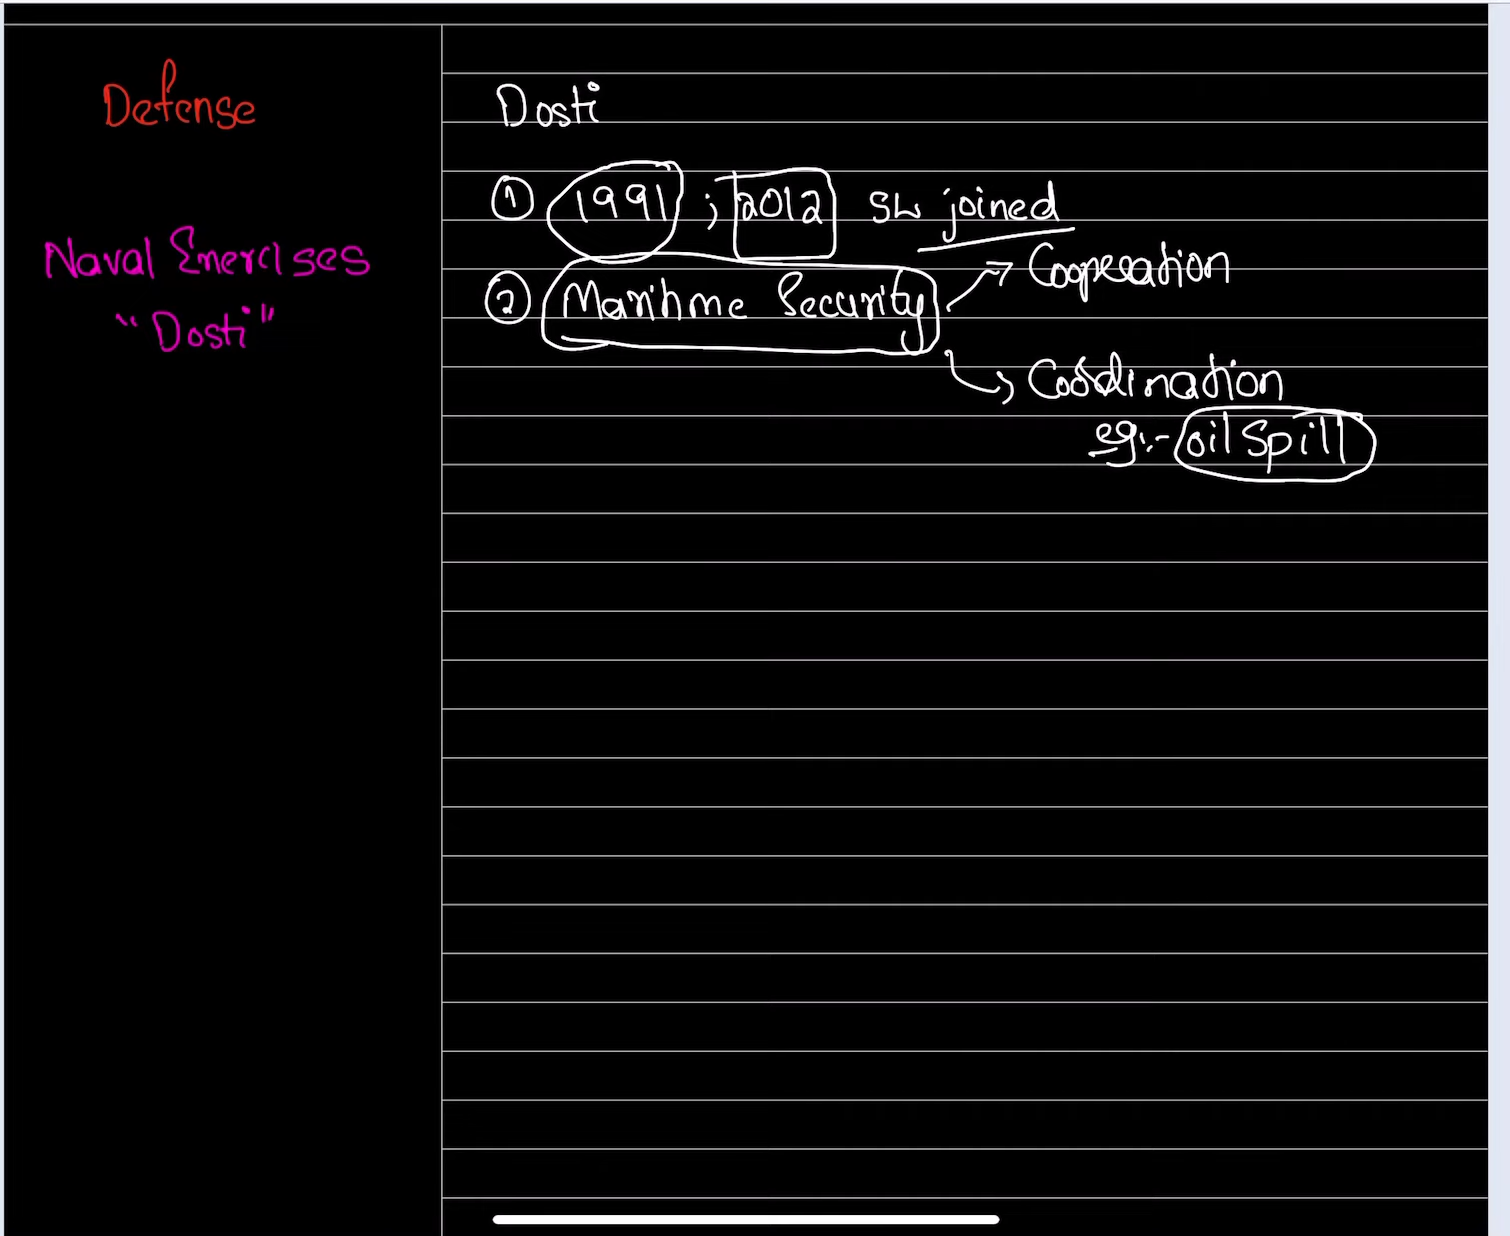 Defense
Naval Exercises
"Dosti"
Dosti
① 1991 ; 2012 SL joined
② Maritime Security → Cooperation
→ Coordination
eg:- oil Spill